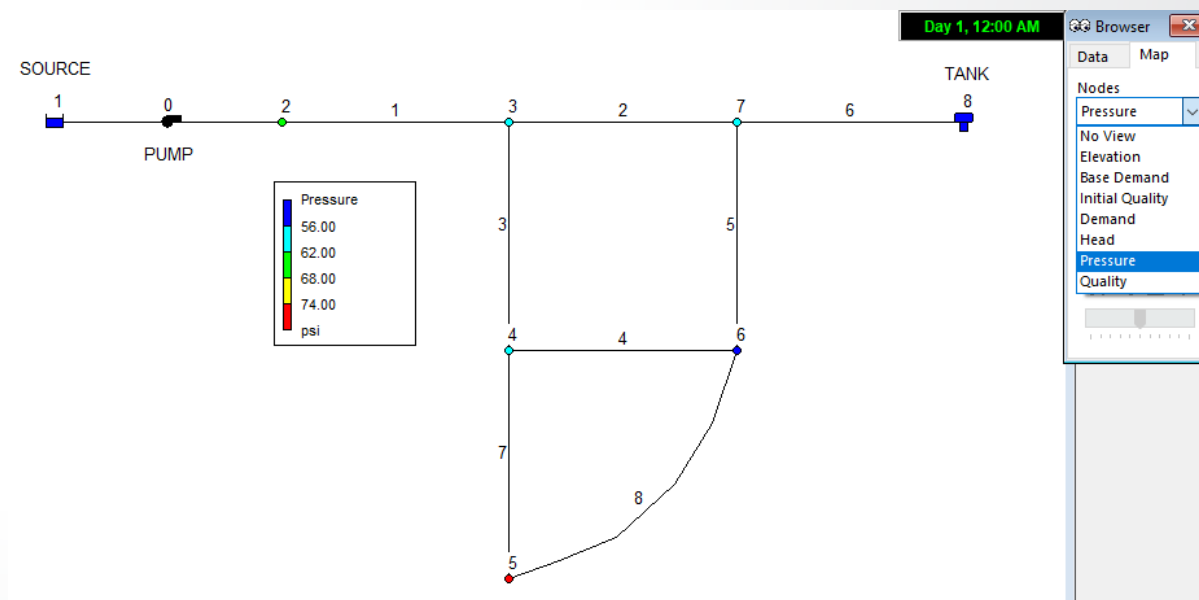 Day 1, 12:00 AM
Browser
Data
Map
SOURCE
TANK
Nodes
1
0
2
1
3
2
7
6
8
Pressure
No View
PUMP
Elevation
Base Demand
Initial Quality
Demand
Head
Pressure
Quality
Pressure
56.00
62.00
68.00
74.00
psi
3
5
4
4
6
7
8
5